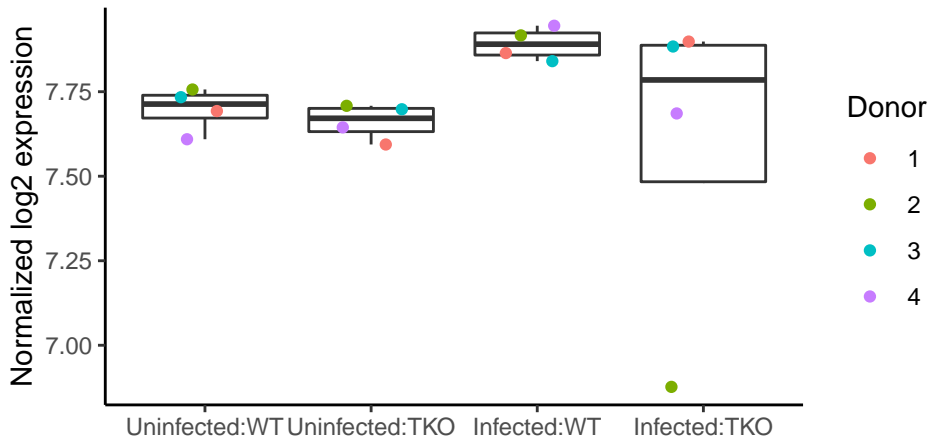 Normalized log2 expression
7.75
7.50
7.25
7.00
Uninfected:WT
Uninfected:TKO
Infected:WT
Infected:TKO
Donor
1
2
3
4